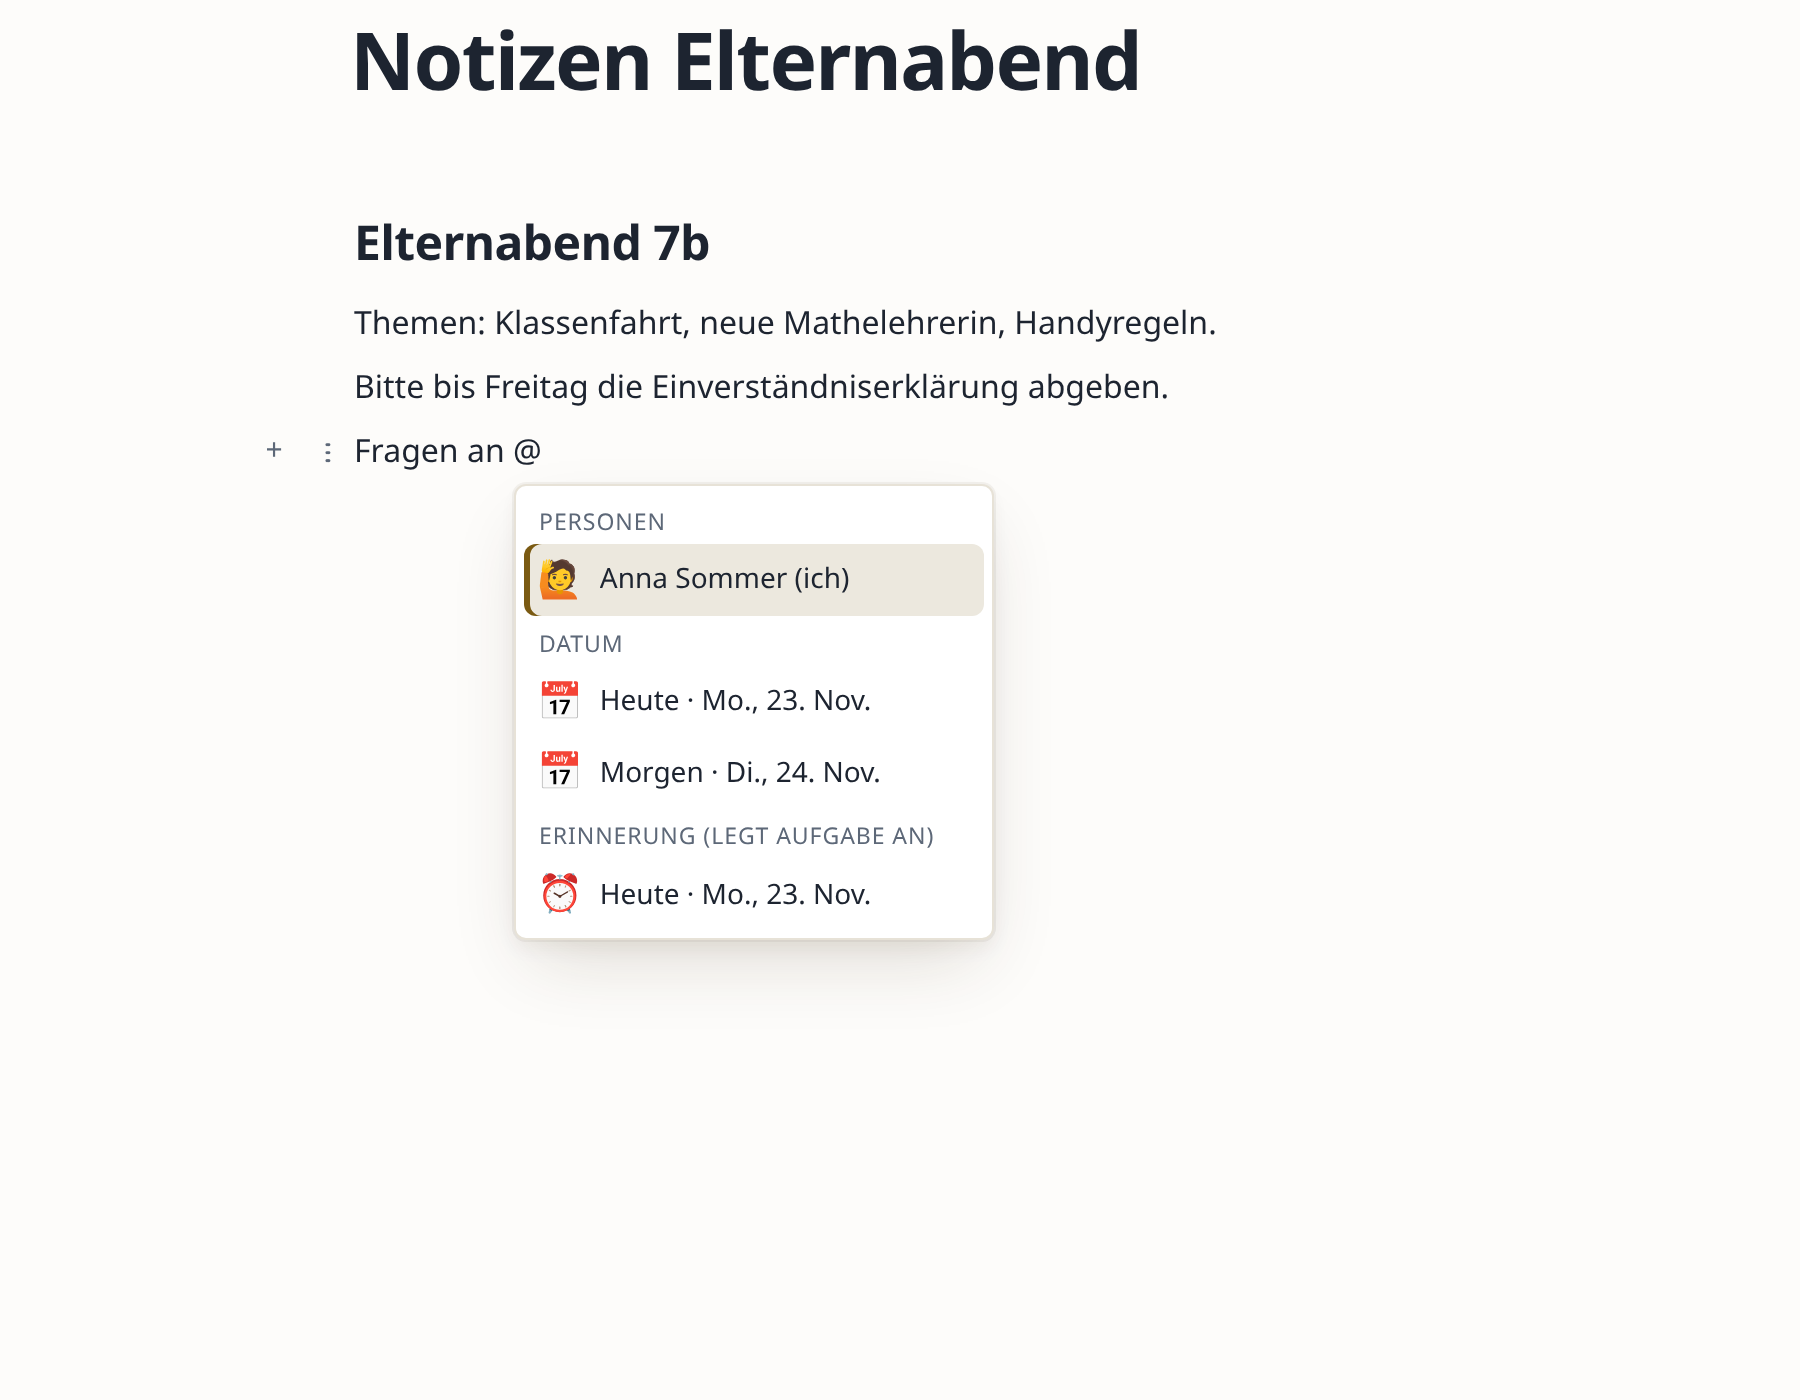 Notizen Elternabend
Elternabend 7b
Themen: Klassenfahrt, neue Mathelehrerin, Handyregeln.
Bitte bis Freitag die Einverständniserklärung abgeben.
+ ⋮ Fragen an @
PERSONEN
🙋 Anna Sommer (ich)
DATUM
📅 Heute · Mo., 23. Nov.
📅 Morgen · Di., 24. Nov.
ERINNERUNG (LEGT AUFGABE AN)
⏰ Heute · Mo., 23. Nov.